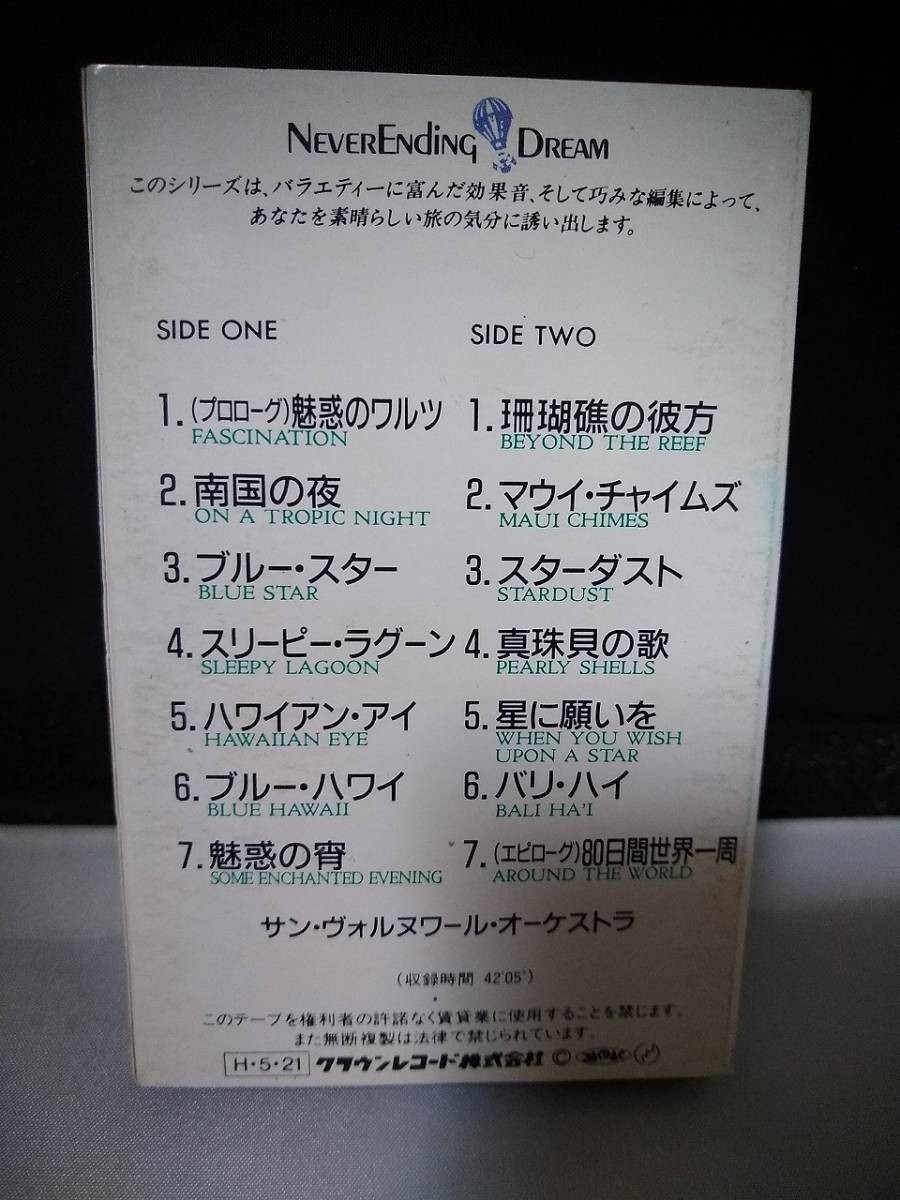 NEVERENDING DREAM
このシリーズは、バラエティーに富んだ効果音、そして巧みな編集によって、
あなたを素晴らしい旅の気分に誘い出します。
SIDE ONE
1.(プロローグ)魅惑のワルツ
FASCINATION
2.南国の夜
ON A TROPIC NIGHT
3.ブルー・スター
BLUE STAR
4.スリーピー・ラグーン
SLEEPY LAGOON
5.ハワイアン・アイ
HAWAIIAN EYE
6.ブルー・ハワイ
BLUE HAWAII
7.魅惑の宵
SOME ENCHANTED EVENING
SIDE TWO
1.珊瑚礁の彼方
BEYOND THE REEF
2.マウイ・チャイムズ
MAUI CHIMES
3.スターダスト
STARDUST
4.真珠貝の歌
PEARLY SHELLS
5.星に願いを
WHEN YOU WISH
UPON A STAR
6.バリ・ハイ
BALI HA'I
7.(エピローグ)80日間世界一周
AROUND THE WORLD
サン・ヴォルヌワール・オーケストラ
(収録時間 42'05")
このテープを権利者の許諾なく賃貸業に使用することを禁じます。
また無断複製は法律で禁じられています。
H・5・21 クラウンレコード株式会社 Ⓒ